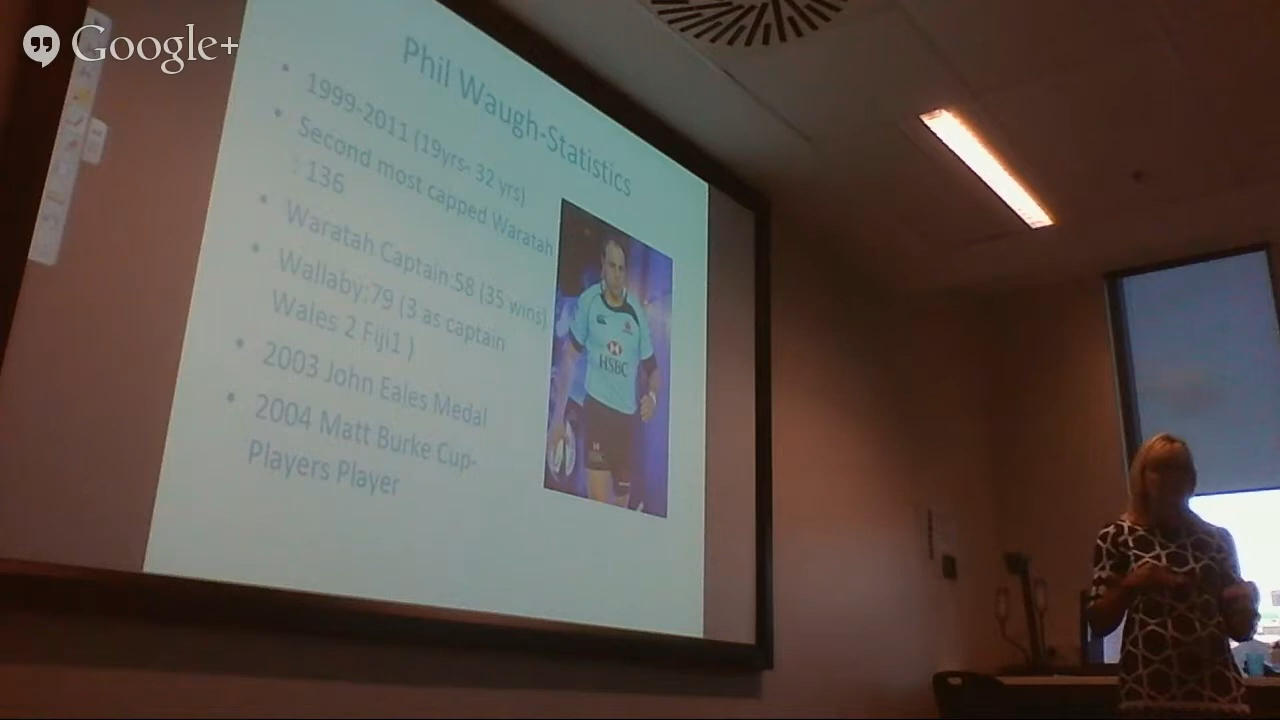 Google+
Phil Waugh-Statistics
• 1999-2011 (19yrs- 32 yrs)
• Second most capped Waratah
: 136
• Waratah Captain:58 (35 wins)
• Wallaby:79 (3 as captain
Wales 2 Fiji1 )
• 2003 John Eales Medal
• 2004 Matt Burke Cup-
Players Player
HSBC